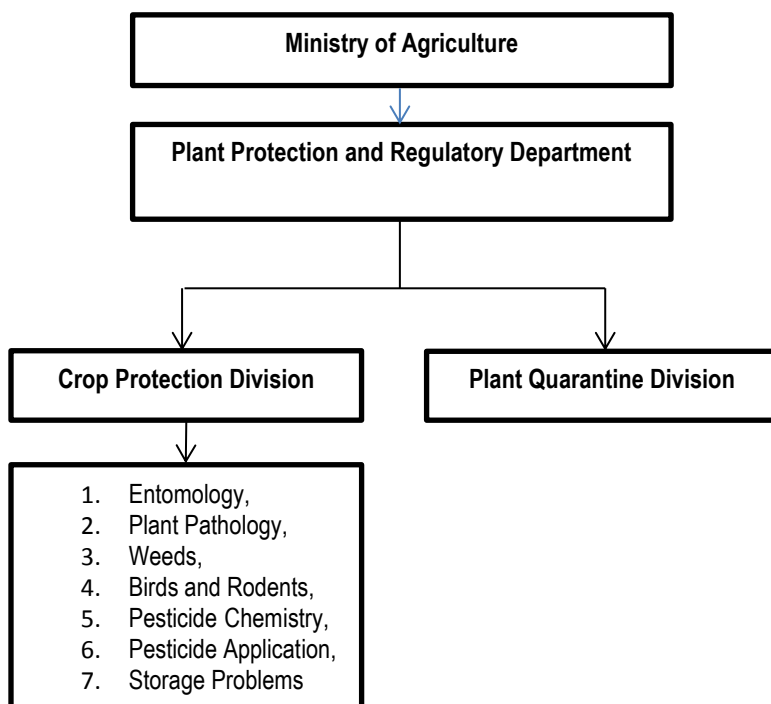 Ministry of Agriculture
Plant Protection and Regulatory Department
Crop Protection Division
Plant Quarantine Division
1. Entomology,
2. Plant Pathology,
3. Weeds,
4. Birds and Rodents,
5. Pesticide Chemistry,
6. Pesticide Application,
7. Storage Problems